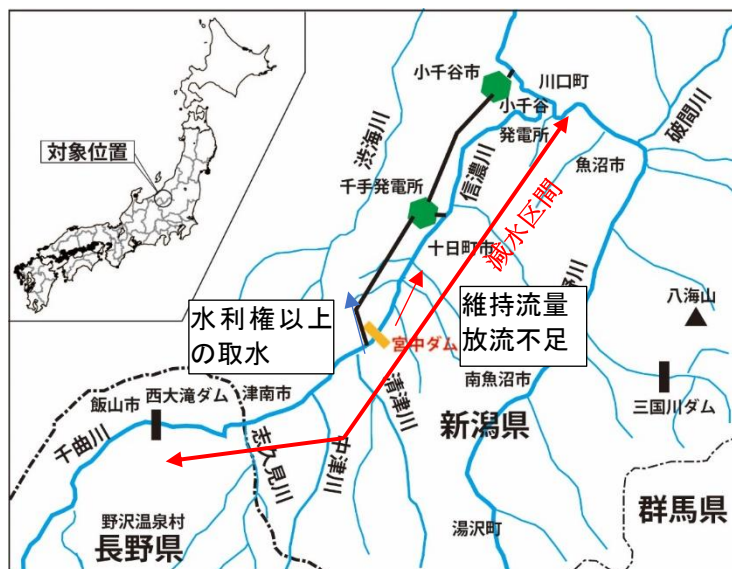 対象位置
小千谷市
川口町
小千谷
発電所
破間川
渋海川
信濃川
魚沼市
千手発電所
減水区間
十日町市
野川
八海山
水利権以上
の取水
維持流量
放流不足
宮中ダム
清津川
南魚沼市
三国川ダム
新潟県
飯山市
西大滝ダム
津南市
千曲川
志久見川
中津川
野沢温泉村
長野県
湯沢町
群馬県